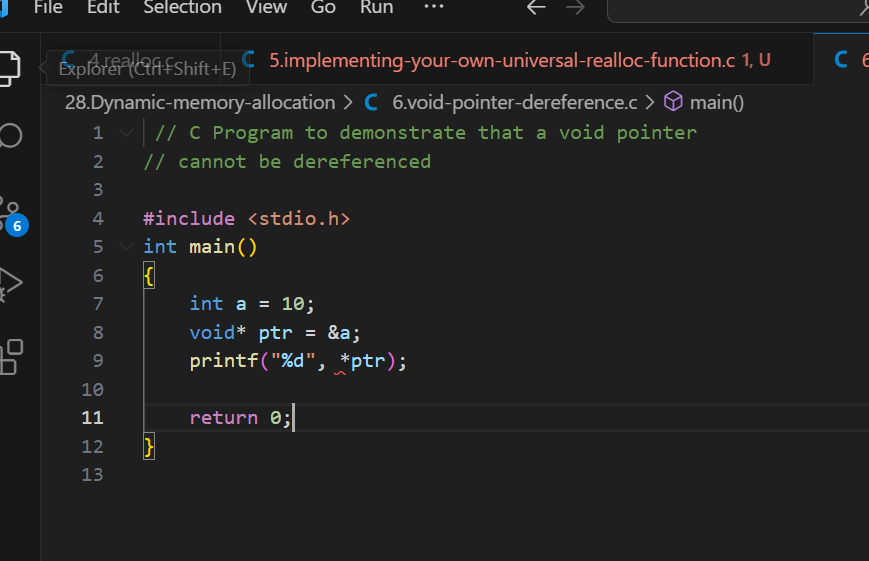 File Edit Selection View Go Run ···
4.realloc.c
Explorer (Ctrl+Shift+E)
5.implementing-your-own-universal-realloc-function.c 1, U
C 6
28.Dynamic-memory-allocation > C 6.void-pointer-dereference.c > main()
1 // C Program to demonstrate that a void pointer
2 // cannot be dereferenced
3
4 #include <stdio.h>
5 int main()
6 {
7 int a = 10;
8 void* ptr = &a;
9 printf("%d", *ptr);
10
11 return 0;
12 }
13
6